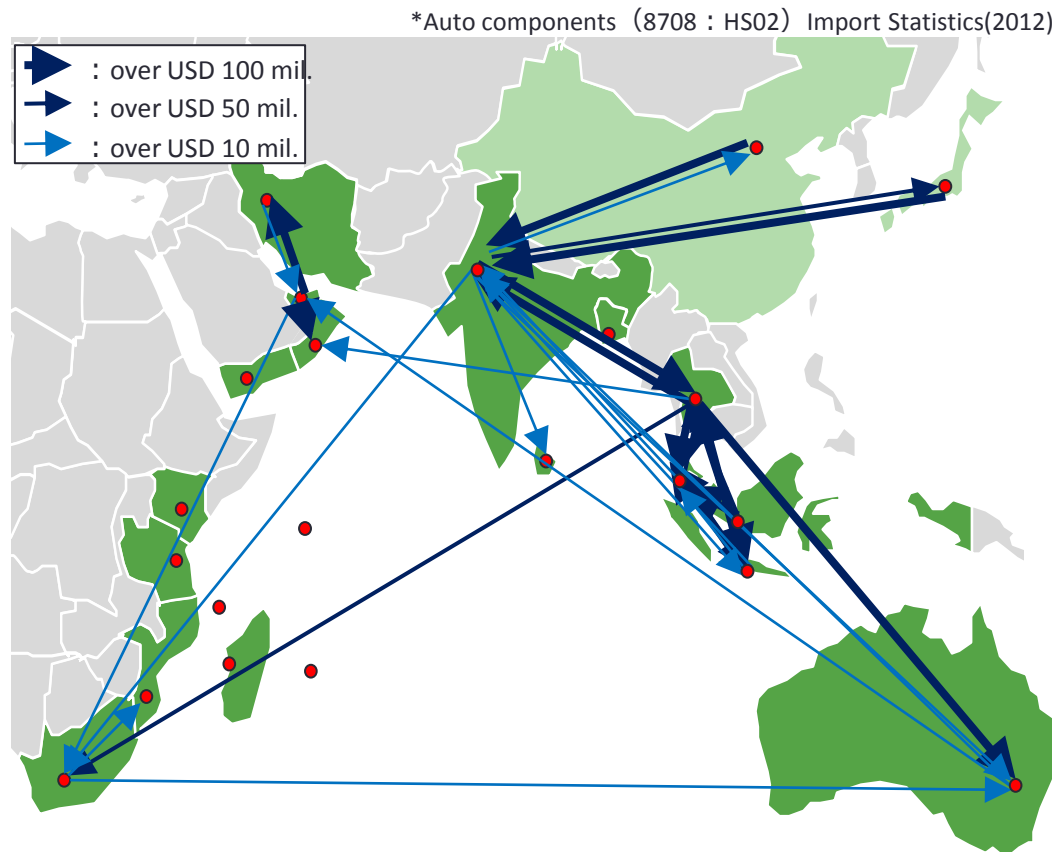 *Auto components（8708：HS02）Import Statistics(2012)
：over USD 100 mil.
：over USD 50 mil.
：over USD 10 mil.